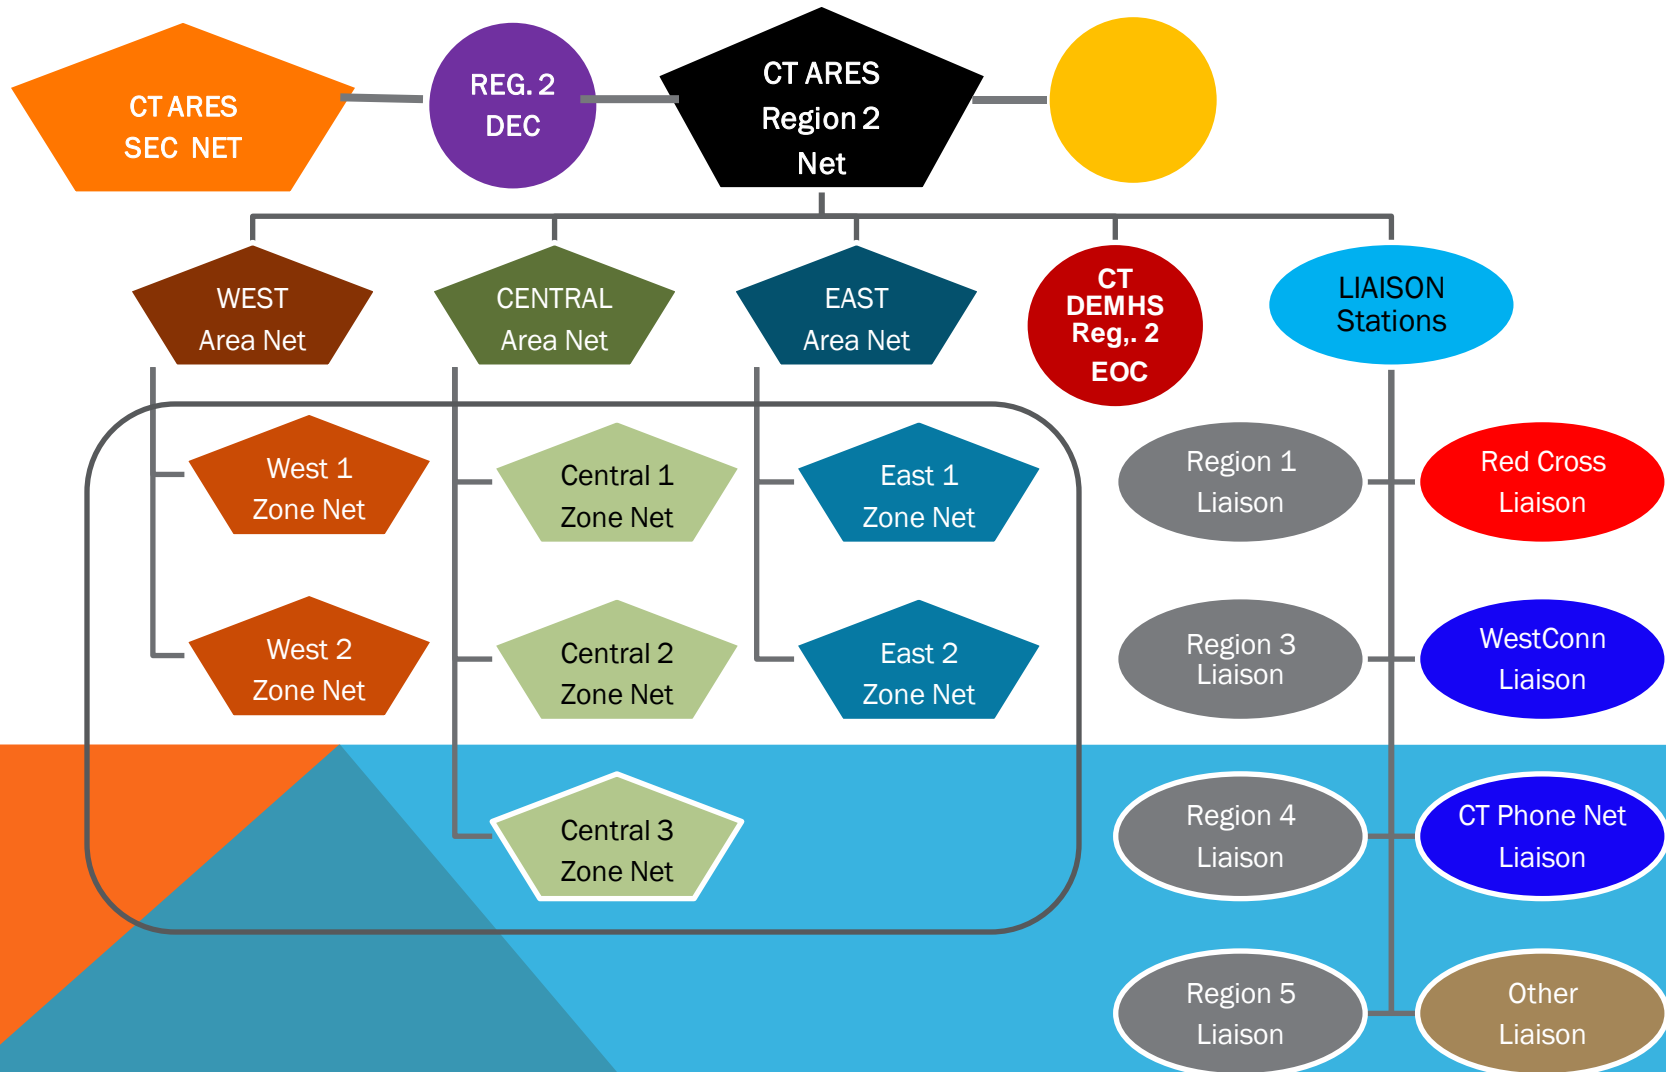 CT ARES
SEC NET
REG. 2
DEC
CT ARES
Region 2
Net
WEST
Area Net
CENTRAL
Area Net
EAST
Area Net
CT
DEMHS
Reg,. 2
EOC
LIAISON
Stations
West 1
Zone Net
Central 1
Zone Net
East 1
Zone Net
Region 1
Liaison
Red Cross
Liaison
West 2
Zone Net
Central 2
Zone Net
East 2
Zone Net
Region 3
Liaison
WestConn
Liaison
Central 3
Zone Net
Region 4
Liaison
CT Phone Net
Liaison
Region 5
Liaison
Other
Liaison